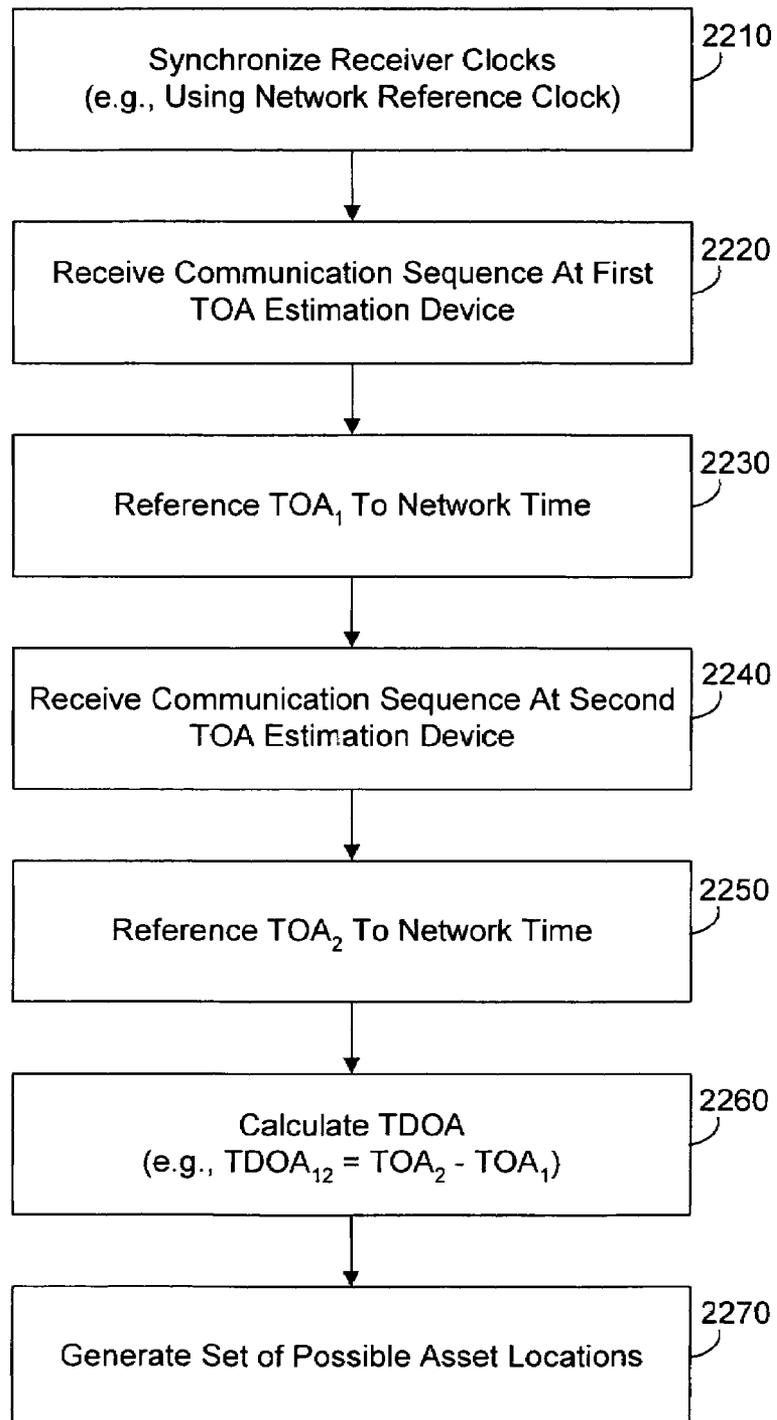 2210
Synchronize Receiver Clocks
(e.g., Using Network Reference Clock)
2220
Receive Communication Sequence At First
TOA Estimation Device
2230
Reference TOA₁ To Network Time
2240
Receive Communication Sequence At Second
TOA Estimation Device
2250
Reference TOA₂ To Network Time
2260
Calculate TDOA
(e.g., TDOA₁₂ = TOA₂ - TOA₁)
2270
Generate Set of Possible Asset Locations